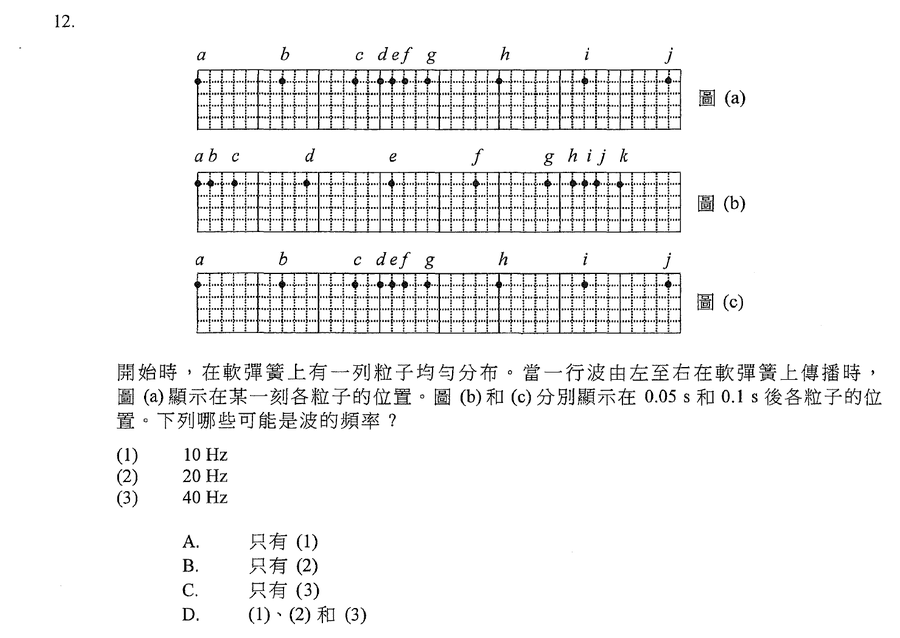 12.
a b c d e f g h i j
圖 (a)
a b c d e f g h i j k
圖 (b)
a b c d e f g h i j
圖 (c)
開始時，在軟彈簧上有一列粒子均勻分布。當一行波由左至右在軟彈簧上傳播時，
圖 (a) 顯示在某一刻各粒子的位置。圖 (b) 和 (c) 分別顯示在 0.05 s 和 0.1 s 後各粒子的位
置。下列哪些可能是波的頻率？
(1) 10 Hz
(2) 20 Hz
(3) 40 Hz
A. 只有 (1)
B. 只有 (2)
C. 只有 (3)
D. (1)、(2) 和 (3)